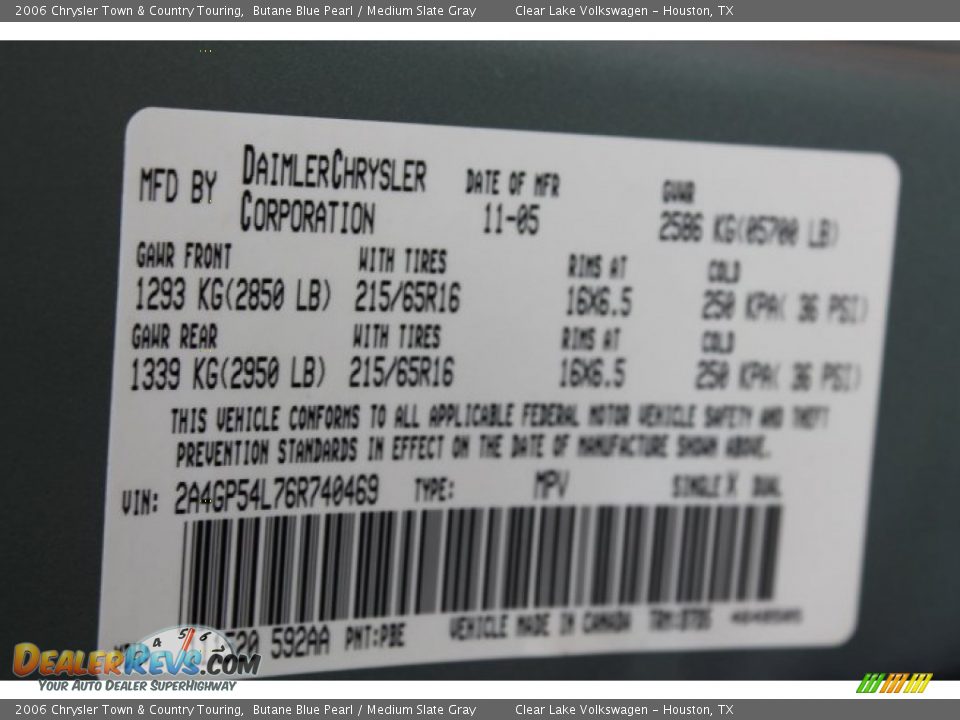 2006 Chrysler Town & Country Touring, Butane Blue Pearl / Medium Slate Gray Clear Lake Volkswagen - Houston, TX
MFD BY DAIMLERCHRYSLER CORPORATION DATE OF MFR 11-05 GVWR 2586 KG(05700 LB)
GAWR FRONT WITH TIRES RIMS AT COLD
1293 KG(2850 LB) 215/65R16 16X6.5 250 KPA( 36 PSI)
GAWR REAR WITH TIRES RIMS AT COLD
1339 KG(2950 LB) 215/65R16 16X6.5 250 KPA( 36 PSI)
THIS VEHICLE CONFORMS TO ALL APPLICABLE FEDERAL MOTOR VEHICLE SAFETY AND THEFT
PREVENTION STANDARDS IN EFFECT ON THE DATE OF MANUFACTURE SHOWN ABOVE.
VIN: 2A4GP54L76R740469 TYPE: MPV SINGLE X DUAL
592AA PNT:PBE VEHICLE MADE IN CANADA
DEALERREVS.COM
YOUR AUTO DEALER SUPERHIGHWAY
2006 Chrysler Town & Country Touring, Butane Blue Pearl / Medium Slate Gray Clear Lake Volkswagen - Houston, TX